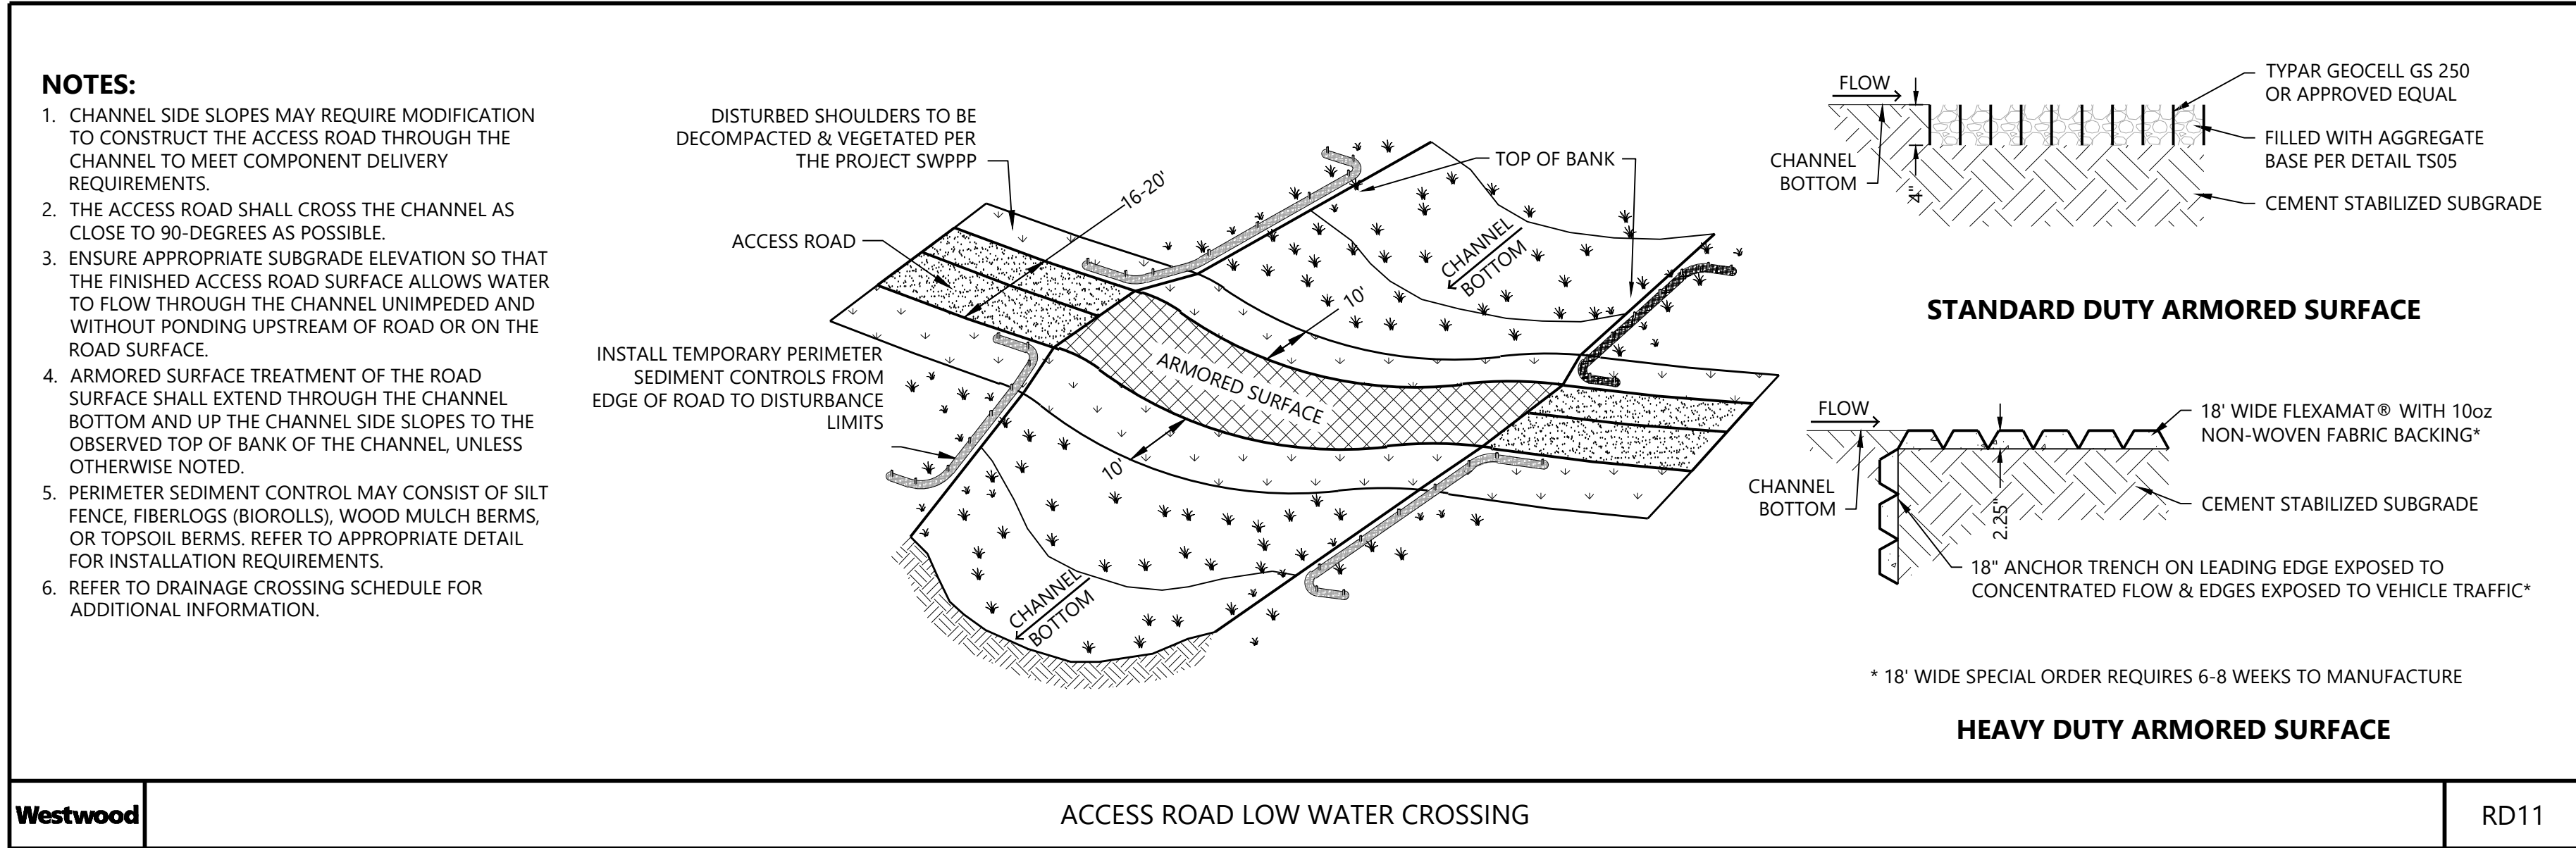 NOTES:
1. CHANNEL SIDE SLOPES MAY REQUIRE MODIFICATION
TO CONSTRUCT THE ACCESS ROAD THROUGH THE
CHANNEL TO MEET COMPONENT DELIVERY
REQUIREMENTS.
2. THE ACCESS ROAD SHALL CROSS THE CHANNEL AS
CLOSE TO 90-DEGREES AS POSSIBLE.
3. ENSURE APPROPRIATE SUBGRADE ELEVATION SO THAT
THE FINISHED ACCESS ROAD SURFACE ALLOWS WATER
TO FLOW THROUGH THE CHANNEL UNIMPEDED AND
WITHOUT PONDING UPSTREAM OF ROAD OR ON THE
ROAD SURFACE.
4. ARMORED SURFACE TREATMENT OF THE ROAD
SURFACE SHALL EXTEND THROUGH THE CHANNEL
BOTTOM AND UP THE CHANNEL SIDE SLOPES TO THE
OBSERVED TOP OF BANK OF THE CHANNEL, UNLESS
OTHERWISE NOTED.
5. PERIMETER SEDIMENT CONTROL MAY CONSIST OF SILT
FENCE, FIBERLOGS (BIOROLLS), WOOD MULCH BERMS,
OR TOPSOIL BERMS. REFER TO APPROPRIATE DETAIL
FOR INSTALLATION REQUIREMENTS.
6. REFER TO DRAINAGE CROSSING SCHEDULE FOR
ADDITIONAL INFORMATION.
DISTURBED SHOULDERS TO BE
DECOMPACTED & VEGETATED PER
THE PROJECT SWPPP
16-20'
TOP OF BANK
ACCESS ROAD
CHANNEL
BOTTOM
10'
INSTALL TEMPORARY PERIMETER
SEDIMENT CONTROLS FROM
EDGE OF ROAD TO DISTURBANCE
LIMITS
ARMORED SURFACE
10'
CHANNEL
BOTTOM
FLOW
TYPAR GEOCELL GS 250
OR APPROVED EQUAL
FILLED WITH AGGREGATE
BASE PER DETAIL TS05
CHANNEL
BOTTOM
4"
CEMENT STABILIZED SUBGRADE
STANDARD DUTY ARMORED SURFACE
FLOW
18' WIDE FLEXAMAT® WITH 10oz
NON-WOVEN FABRIC BACKING*
CHANNEL
BOTTOM
2.25"
CEMENT STABILIZED SUBGRADE
18" ANCHOR TRENCH ON LEADING EDGE EXPOSED TO
CONCENTRATED FLOW & EDGES EXPOSED TO VEHICLE TRAFFIC*
* 18' WIDE SPECIAL ORDER REQUIRES 6-8 WEEKS TO MANUFACTURE
HEAVY DUTY ARMORED SURFACE
Westwood
ACCESS ROAD LOW WATER CROSSING
RD11